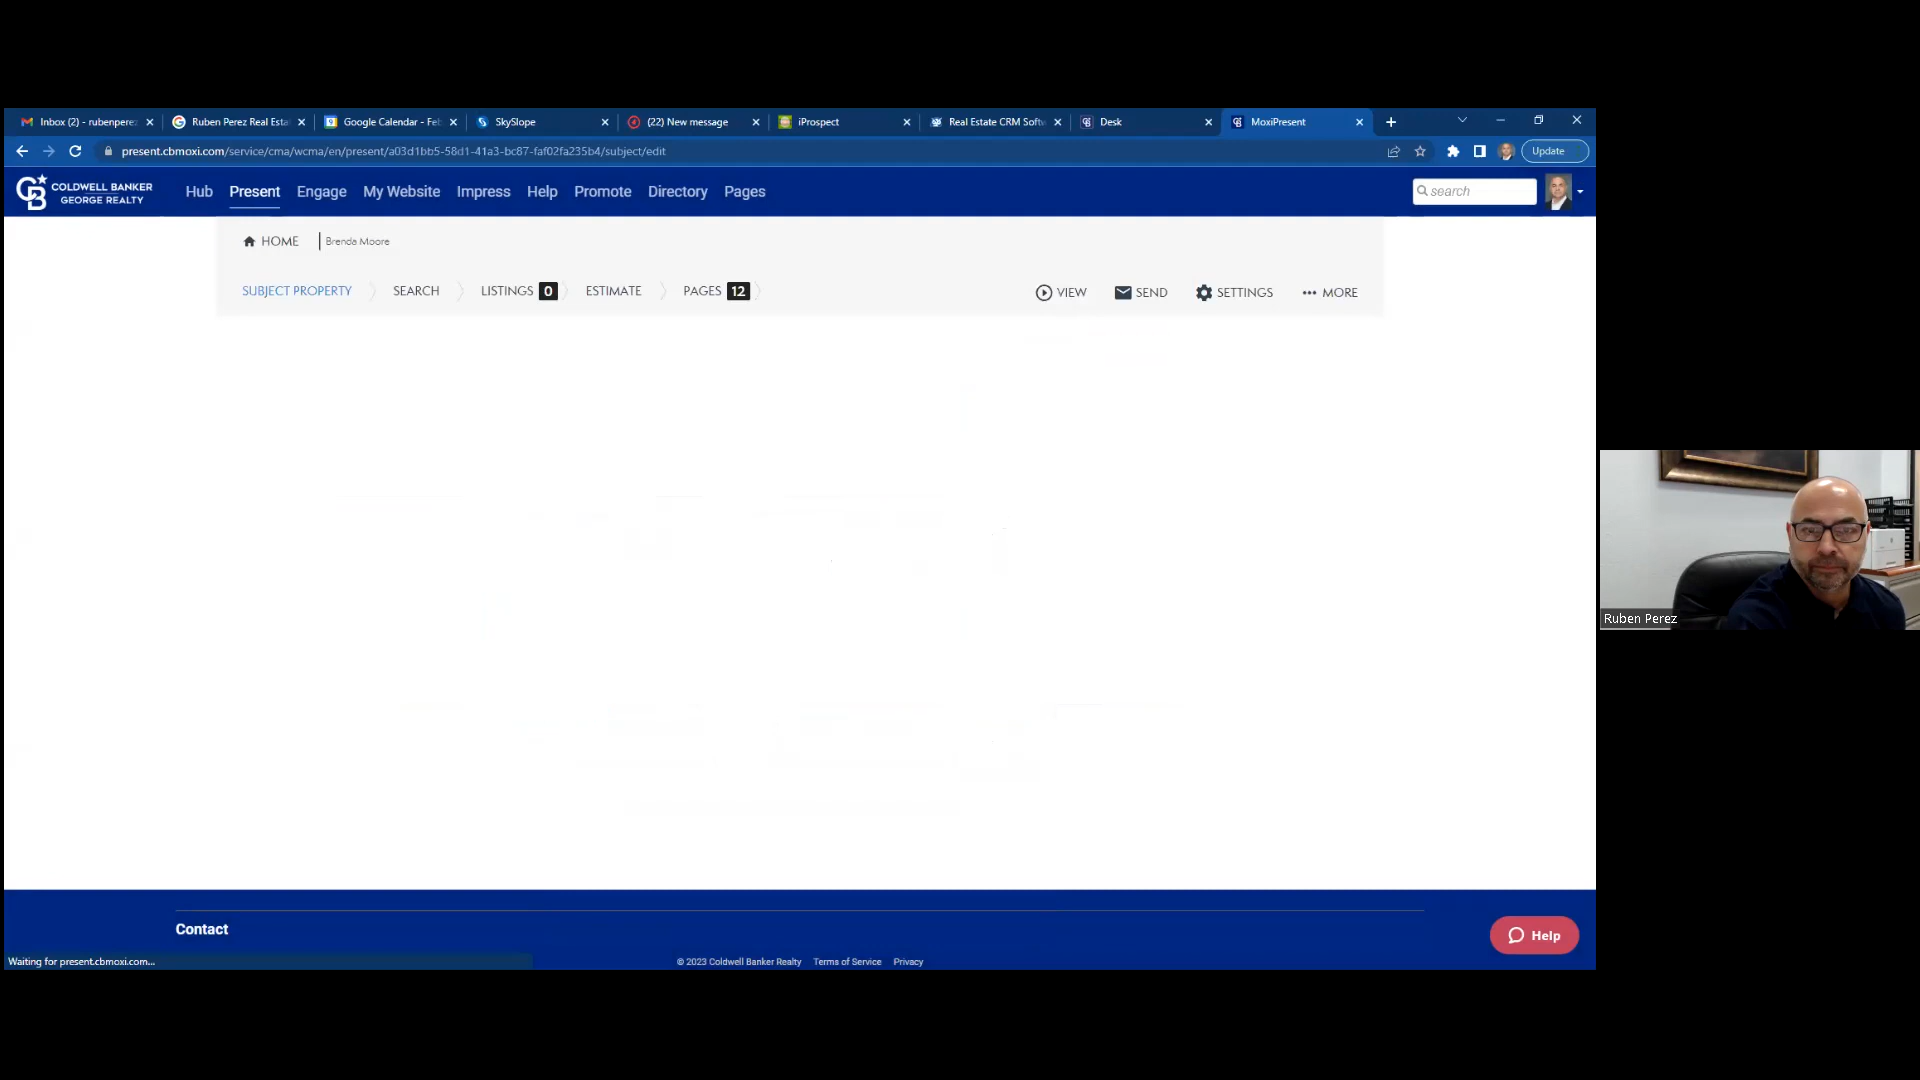 Inbox (2) - rubenperez
Ruben Perez Real Esta
Google Calendar - Feb
SkySlope
(22) New message
iProspect
Real Estate CRM Softw
Desk
MoxiPresent
present.cbmoxi.com/service/cma/wcma/en/present/a03d1bb5-58d1-41a3-bc87-faf02fa235b4/subject/edit
Update
COLDWELL BANKER
GEORGE REALTY
Hub
Present
Engage
My Website
Impress
Help
Promote
Directory
Pages
search
HOME
Brenda Moore
SUBJECT PROPERTY
SEARCH
LISTINGS 0
ESTIMATE
PAGES 12
VIEW
SEND
SETTINGS
MORE
Ruben Perez
Contact
Help
Waiting for present.cbmoxi.com...
© 2023 Coldwell Banker Realty Terms of Service Privacy